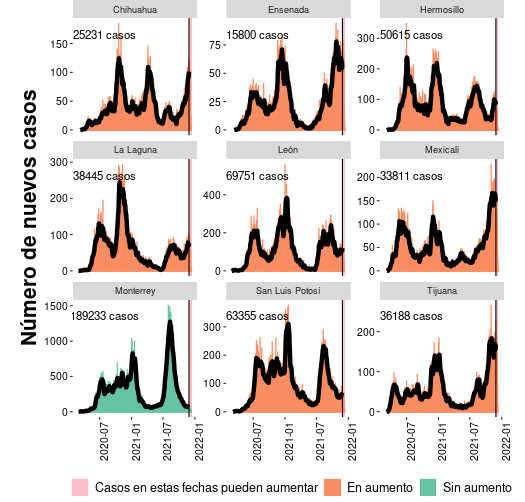 Chihuahua
Ensenada
Hermosillo
25231 casos
15800 casos
50615 casos
150
100
50
0
75
50
25
0
300
200
100
0
La Laguna
León
Mexicali
38445 casos
69751 casos
33811 casos
300
200
100
0
400
200
0
200
150
100
50
0
Monterrey
San Luis Potosí
Tijuana
189233 casos
63355 casos
36188 casos
1500
1000
500
0
300
200
100
0
200
100
0
Número de nuevos casos
2020-07
2021-01
2021-07
2022-01
2020-07
2021-01
2021-07
2022-01
2020-07
2021-01
2021-07
2022-01
Casos en estas fechas pueden aumentar
En aumento
Sin aumento